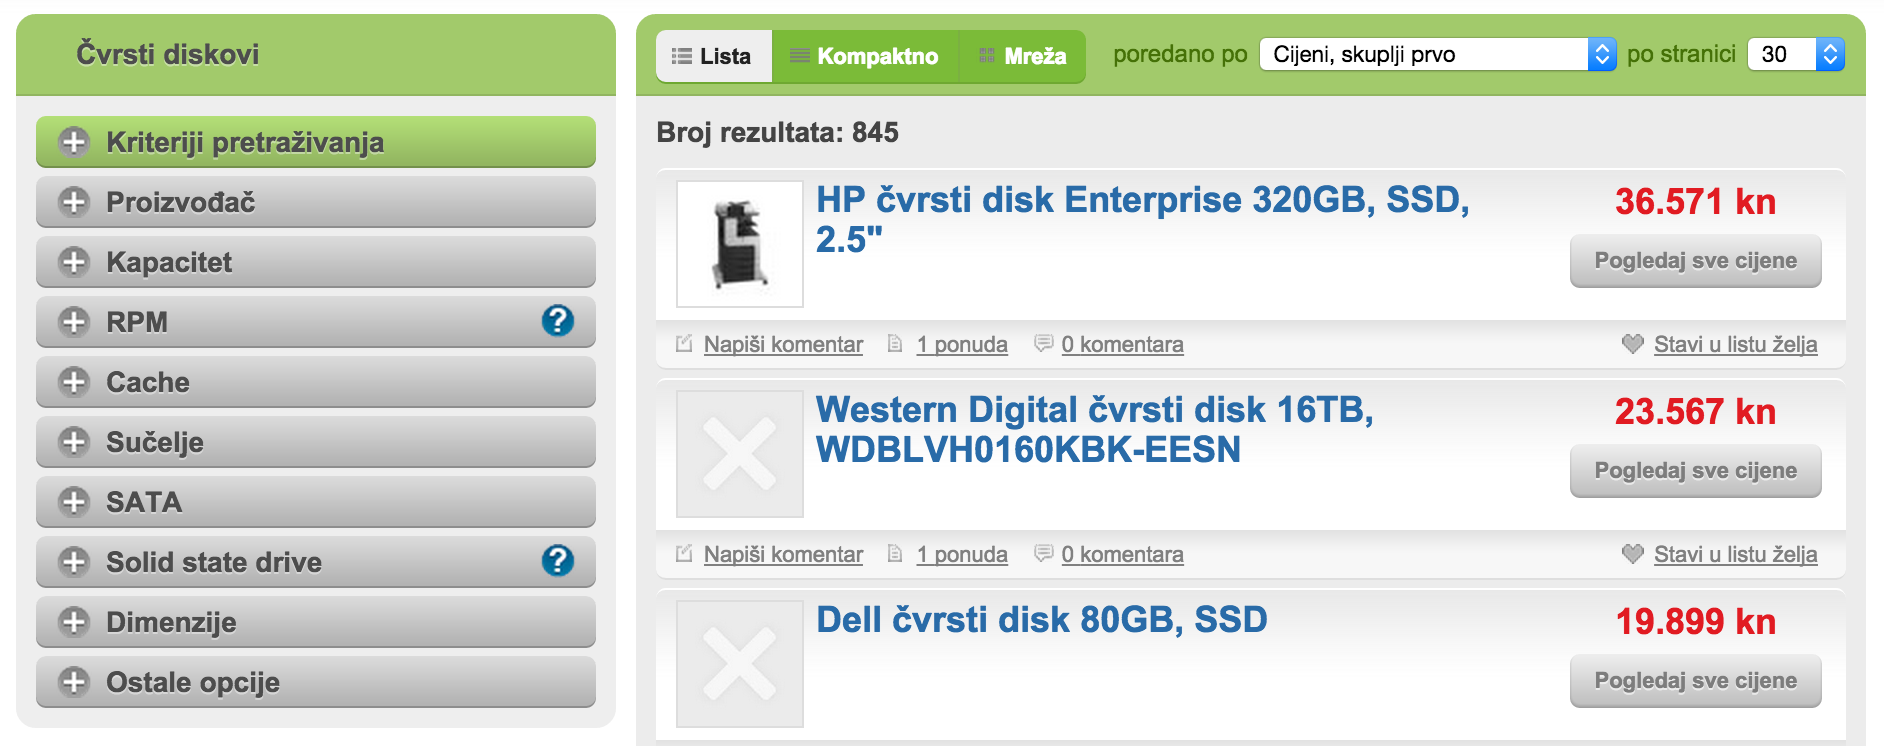 Čvrsti diskovi
Kriteriji pretraživanja
Proizvođač
Kapacitet
RPM ?
Cache
Sučelje
SATA
Solid state drive ?
Dimenzije
Ostale opcije
Lista Kompaktno Mreža poredano po Cijeni, skuplji prvo po stranici 30
Broj rezultata: 845
HP čvrsti disk Enterprise 320GB, SSD,
2.5"
36.571 kn
Pogledaj sve cijene
Napiši komentar 1 ponuda 0 komentara Stavi u listu želja
Western Digital čvrsti disk 16TB,
WDBLVH0160KBK-EESN
23.567 kn
Pogledaj sve cijene
Napiši komentar 1 ponuda 0 komentara Stavi u listu želja
Dell čvrsti disk 80GB, SSD
19.899 kn
Pogledaj sve cijene